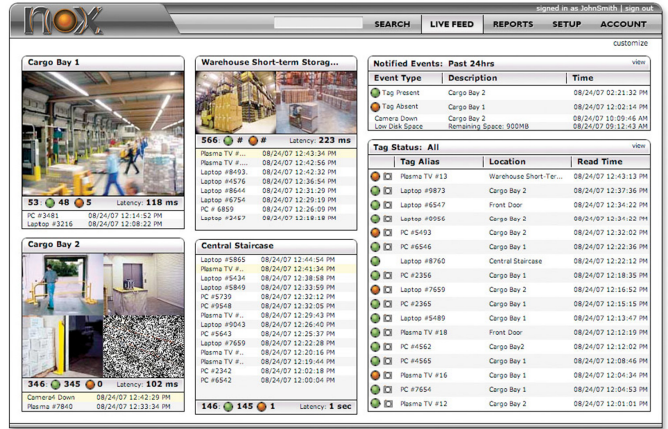 signed in as JohnSmith | sign out
nox
SEARCH LIVE FEED REPORTS SETUP ACCOUNT
customize
Cargo Bay 1
53: 48 5 Latency: 118 ms
PC #3481 08/24/07 12:14:52 PM
Laptop #3216 08/24/07 12:08:22 PM
Cargo Bay 2
346: 345 0 Latency: 102 ms
Camera4 Down 08/24/07 12:42:29 PM
Plasma #7840 08/24/07 12:33:34 PM
Warehouse Short-term Storag...
566: # # Latency: 223 ms
Plasma TV #... 08/24/07 12:43:34 PM
Plasma TV #.... 08/24/07 12:42:56 PM
Laptop #8493. 08/24/07 12:42:32 PM
Laptop #4576 08/24/07 12:36:54 PM
Laptop #8644 08/24/07 12:31:29 PM
Laptop #6754 08/24/07 12:29:19 PM
PC # 6859 08/24/07 12:26:09 PM
Laptop #3457 08/24/07 12:18:18 PM
Central Staircase
Laptop #5865 08/24/07 12:44:54 PM
Plasma TV #.. 08/24/07 12:41:34 PM
Laptop #5434 08/24/07 12:38:58 PM
Laptop #5849 08/24/07 12:33:59 PM
PC #5739 08/24/07 12:32:12 PM
PC #9548 08/24/07 12:32:05 PM
Plasma TV #.. 08/24/07 12:29:43 PM
Laptop #9043 08/24/07 12:26:40 PM
PC #5643 08/24/07 12:25:37 PM
Laptop #7659 08/24/07 12:22:28 PM
Plasma TV #.. 08/24/07 12:20:16 PM
Plasma TV #.. 08/24/07 12:19:44 PM
PC #2342 08/24/07 12:02:18 PM
PC #6542 08/24/07 12:00:04 PM
146: 145 1 Latency: 1 sec
Notified Events: Past 24hrs view
Event Type Description Time
Tag Present Cargo Bay 2 08/24/07 02:21:32 PM
Tag Absent Cargo Bay 1 08/24/07 12:02:14 PM
Camera Down Cargo Bay 2 08/24/07 10:09:46 AM
Low Disk Space Remaining Space: 900MB 08/24/07 09:12:43 AM
Tag Status: All view
Tag Alias Location Read Time
Plasma TV #13 Warehouse Short-Ter... 08/24/07 12:43:13 PM
Laptop #9873 Cargo Bay 2 08/24/07 12:37:36 PM
Laptop #6547 Front Door 08/24/07 12:34:22 PM
Laptop #0956 Cargo Bay 2 08/24/07 12:34:22 PM
PC #5493 Cargo Bay 2 08/24/07 12:32:02 PM
PC #6546 Cargo Bay 1 08/24/07 12:22:36 PM
Laptop #8760 Central Staircase 08/24/07 12:22:12 PM
PC #2356 Cargo Bay 1 08/24/07 12:18:35 PM
Laptop #7659 Cargo Bay 2 08/24/07 12:16:52 PM
PC #2365 Cargo Bay 1 08/24/07 12:15:15 PM
Laptop #5489 Cargo Bay 1 08/24/07 12:13:47 PM
Plasma TV #18 Front Door 08/24/07 12:12:19 PM
PC #4562 Cargo Bay2 08/24/07 12:12:02 PM
PC #4565 Cargo Bay 1 08/24/07 12:08:46 PM
Plasma TV #16 Cargo Bay 1 08/24/07 12:04:34 PM
PC #7654 Cargo Bay 1 08/24/07 12:04:53 PM
Plasma TV #12 Cargo Bay 2 08/24/07 12:01:01 PM